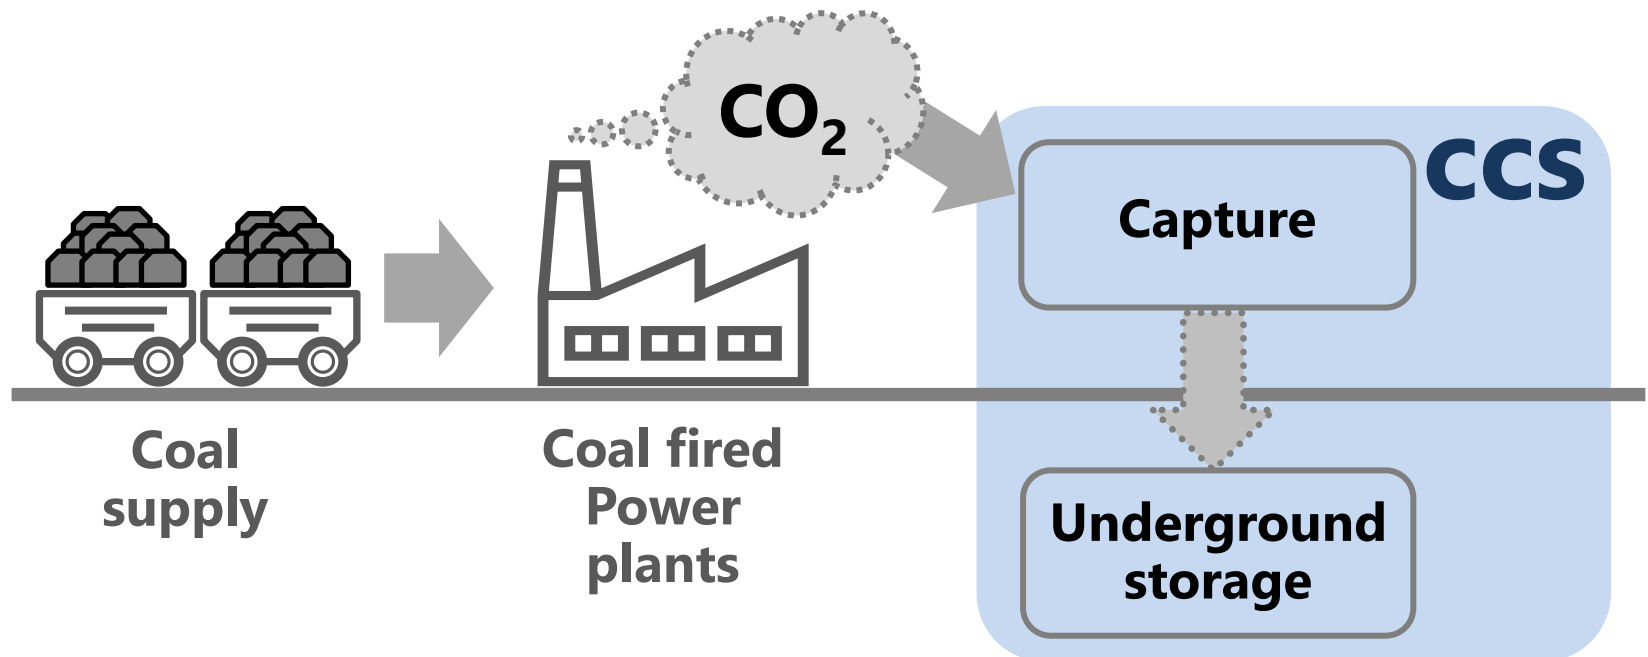 CO₂
CCS
Capture
Coal
supply
Coal fired
Power
plants
Underground
storage